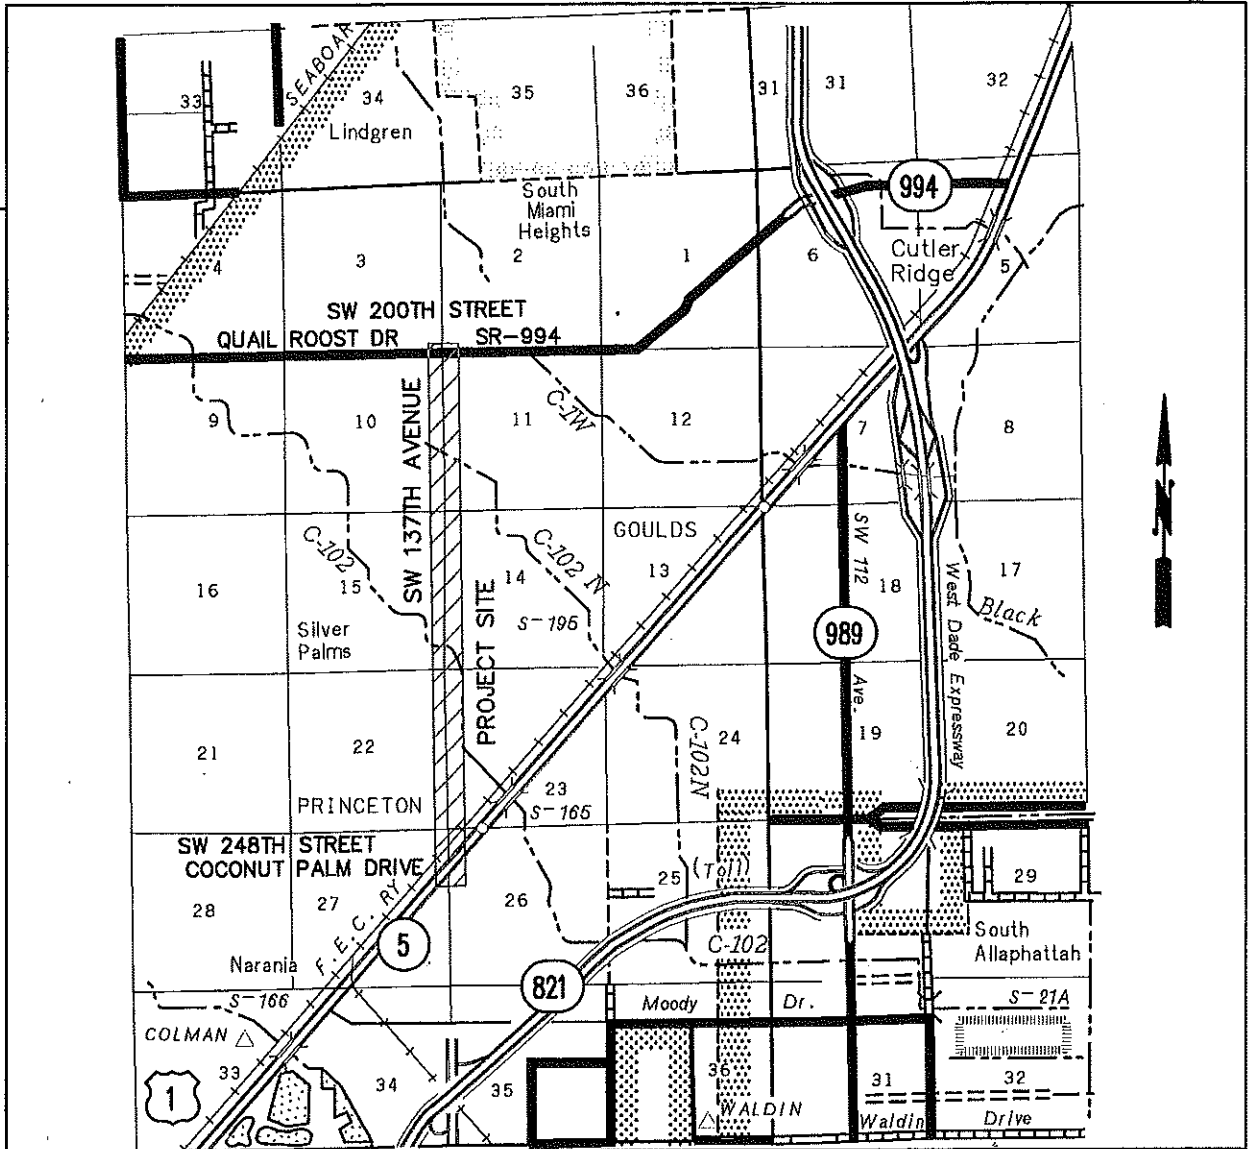 SEABOAR
33
34
35
36
31
31
32
Lindgren
994
South
Miami
Heights
Cutler
Ridge
4
3
2
1
6
5
SW 200TH STREET
QUAIL ROOST DR
SR-994
9
10
SW 137TH AVENUE
11
C-1W
12
7
8
C-102
C-102 N
GOULDS
SW 112
Ave.
West Dade Expressway
16
15
14
13
18
17
Black
S-195
PROJECT SITE
Silver
Palms
989
N
21
22
23
24
C-102N
19
20
PRINCETON
S-165
SW 248TH STREET
COCONUT PALM DRIVE
28
27
F.E.C. RY
26
25
(Toll)
29
5
C-102
South
Allaphattah
Narania
S-166
821
Moody
Dr.
S-21A
COLMAN
33
34
35
36
31
32
1
WALDIN
Waldin
Drive